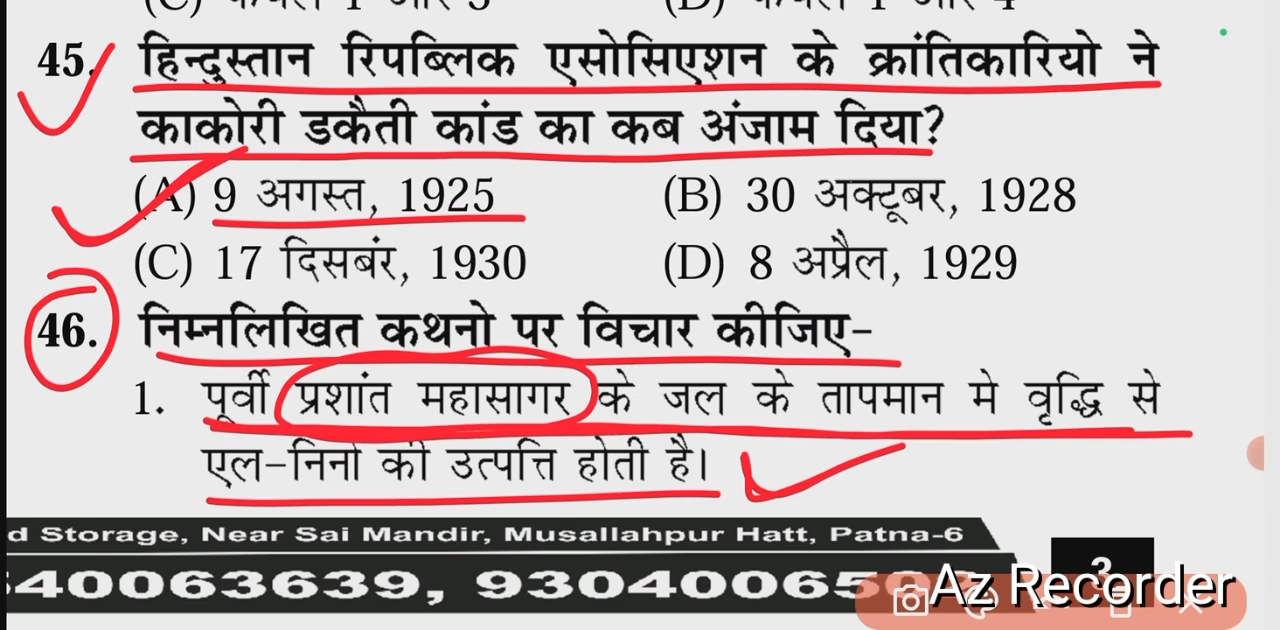 45. हिन्दुस्तान रिपब्लिक एसोसिएशन के क्रांतिकारियो ने
काकोरी डकैती कांड का कब अंजाम दिया?
(A) 9 अगस्त, 1925 (B) 30 अक्टूबर, 1928
(C) 17 दिसबंर, 1930 (D) 8 अप्रैल, 1929
46. निम्नलिखित कथनो पर विचार कीजिए-
1. पूर्वी प्रशांत महासागर के जल के तापमान मे वृद्धि से
एल-निनो की उत्पत्ति होती है।
d Storage, Near Sai Mandir, Musallahpur Hatt, Patna-6
3
Az Recorder